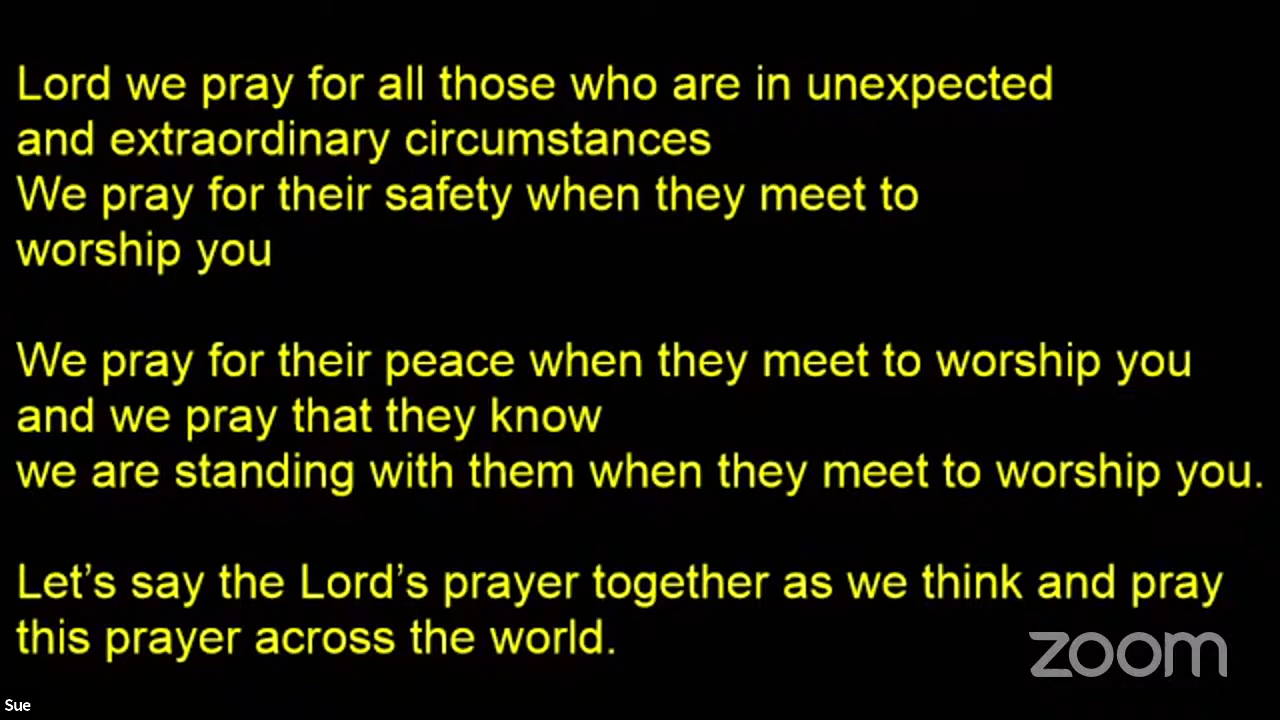 Lord we pray for all those who are in unexpected
and extraordinary circumstances
We pray for their safety when they meet to
worship you
We pray for their peace when they meet to worship you
and we pray that they know
we are standing with them when they meet to worship you.
Let’s say the Lord’s prayer together as we think and pray
this prayer across the world.
zoom
Sue